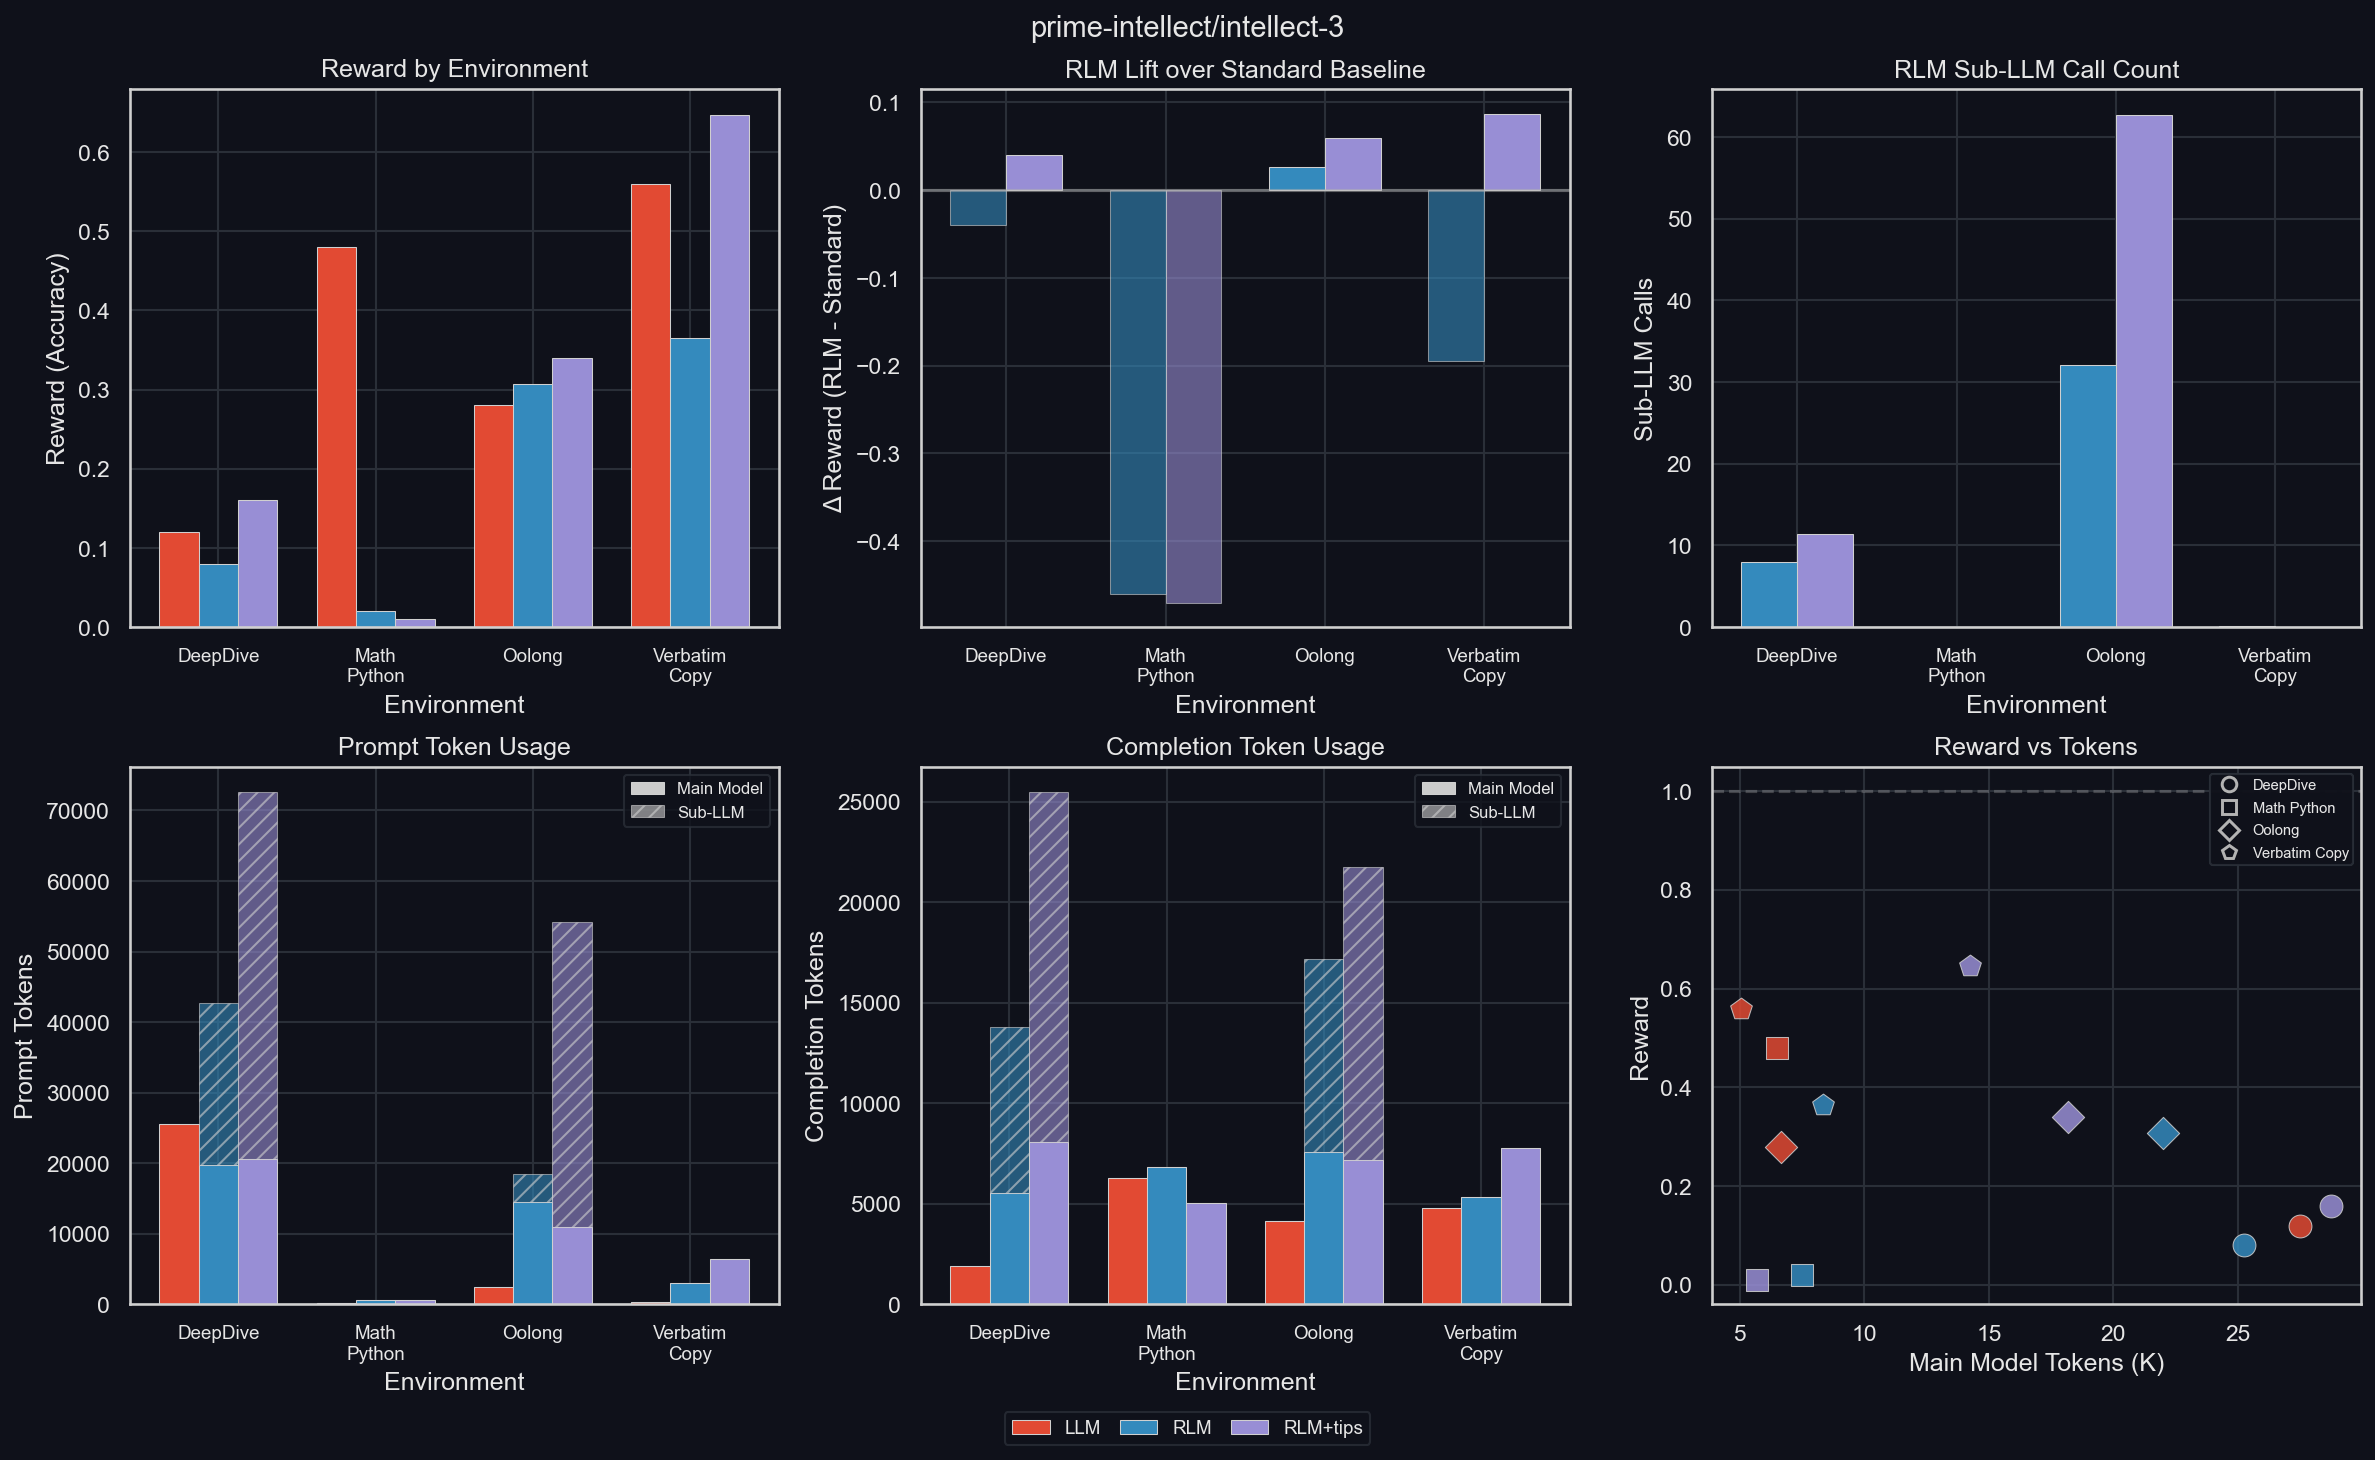 prime-intellect/intellect-3
Reward by Environment
Reward (Accuracy)
0.6
0.5
0.4
0.3
0.2
0.1
0.0
DeepDive
Math
Python
Oolong
Verbatim
Copy
Environment
RLM Lift over Standard Baseline
Δ Reward (RLM - Standard)
0.1
0.0
−0.1
−0.2
−0.3
−0.4
DeepDive
Math
Python
Oolong
Verbatim
Copy
Environment
RLM Sub-LLM Call Count
Sub-LLM Calls
60
50
40
30
20
10
0
DeepDive
Math
Python
Oolong
Verbatim
Copy
Environment
Prompt Token Usage
Prompt Tokens
70000
60000
50000
40000
30000
20000
10000
0
Main Model
Sub-LLM
DeepDive
Math
Python
Oolong
Verbatim
Copy
Environment
Completion Token Usage
Completion Tokens
25000
20000
15000
10000
5000
0
Main Model
Sub-LLM
DeepDive
Math
Python
Oolong
Verbatim
Copy
Environment
Reward vs Tokens
Reward
1.0
0.8
0.6
0.4
0.2
0.0
DeepDive
Math Python
Oolong
Verbatim Copy
5 10 15 20 25
Main Model Tokens (K)
LLM RLM RLM+tips